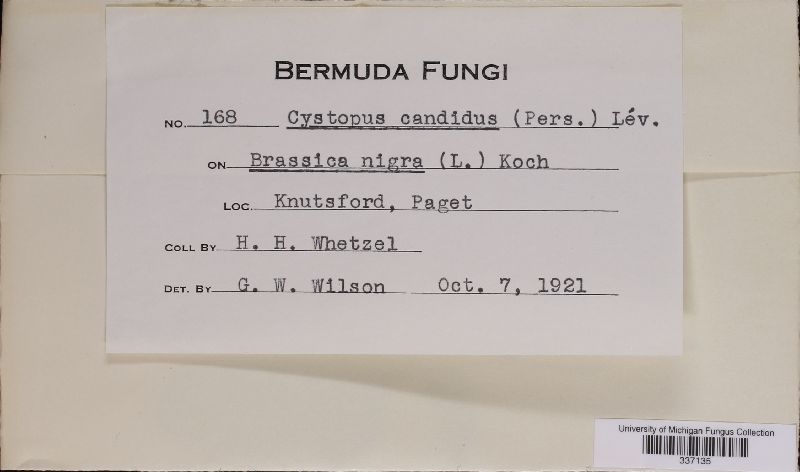 BERMUDA FUNGI
NO. 168 Cystopus candidus (Pers.) Lév.
ON Brassica nigra (L.) Koch
LOC. Knutsford, Paget
COLL BY H. H. Whetzel
DET. BY G. W. Wilson Oct. 7, 1921
University of Michigan Fungus Collection
337135